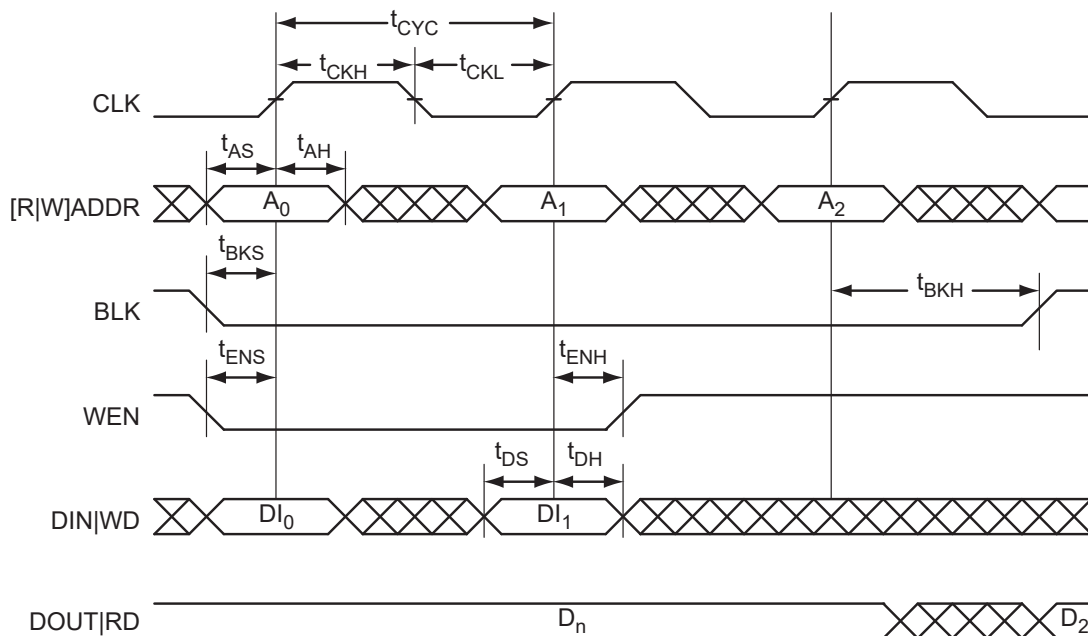 tCYC
tCKH tCKL
CLK
tAS tAH
[R|W]ADDR A0 A1 A2
tBKS tBKH
BLK
tENS tENH
WEN
tDS tDH
DIN|WD DI0 DI1
DOUT|RD Dn D2